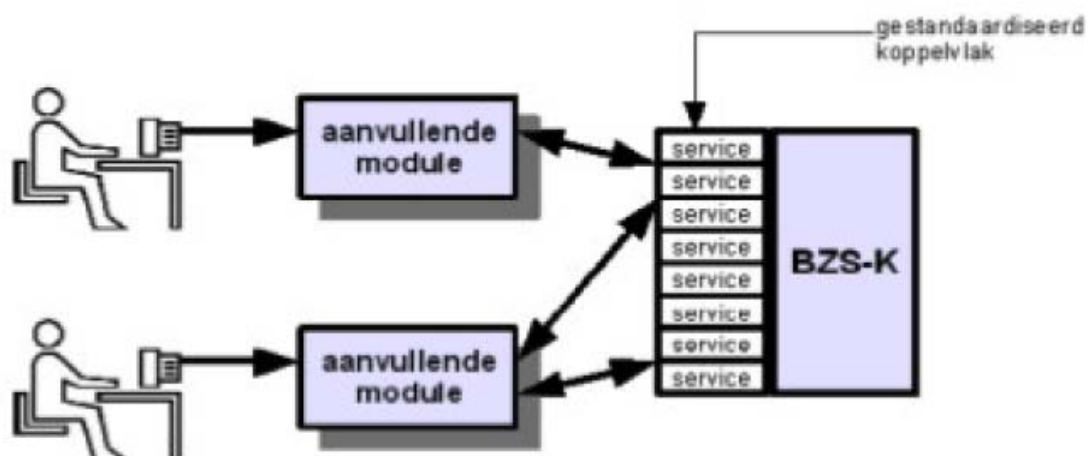 gestandaardiseerd
koppelvlak
aanvullende
module
service
service
service
service
service
service
service
service
BZS-K
aanvullende
module